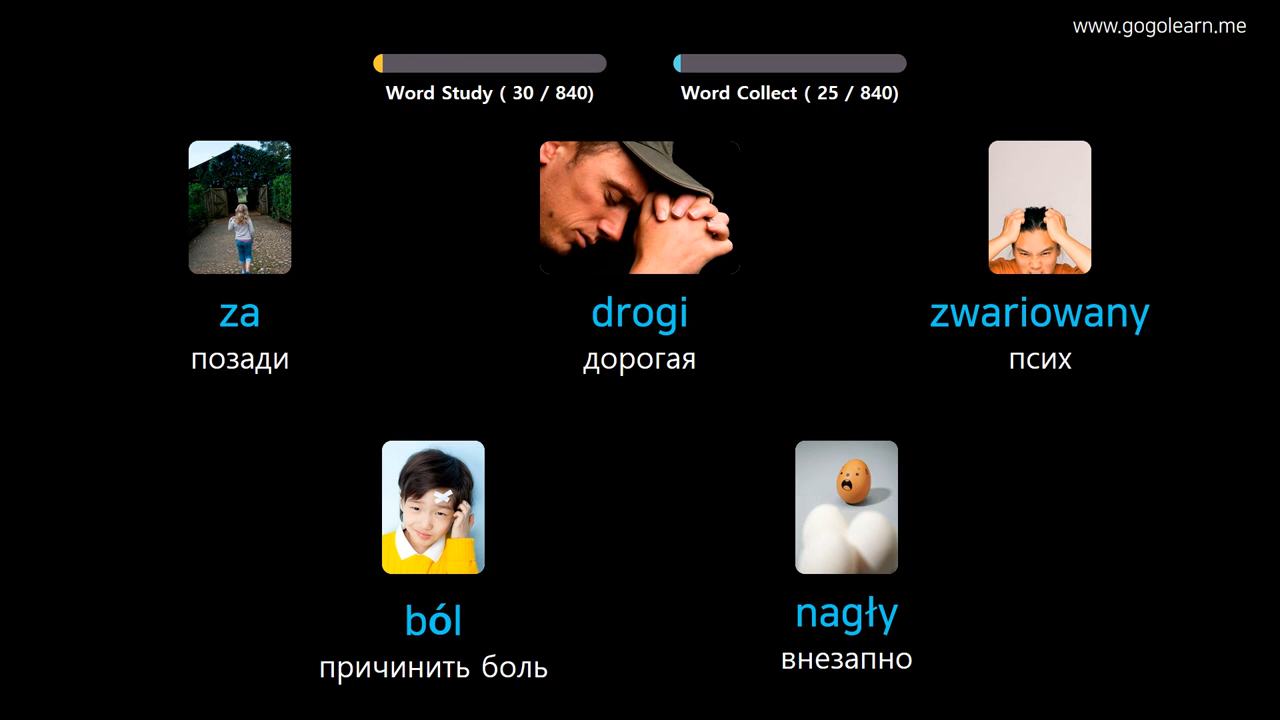 www.gogolearn.me
Word Study ( 30 / 840)
Word Collect ( 25 / 840)
za
позади
drogi
дорогая
zwariowany
псих
ból
причинить боль
nagły
внезапно